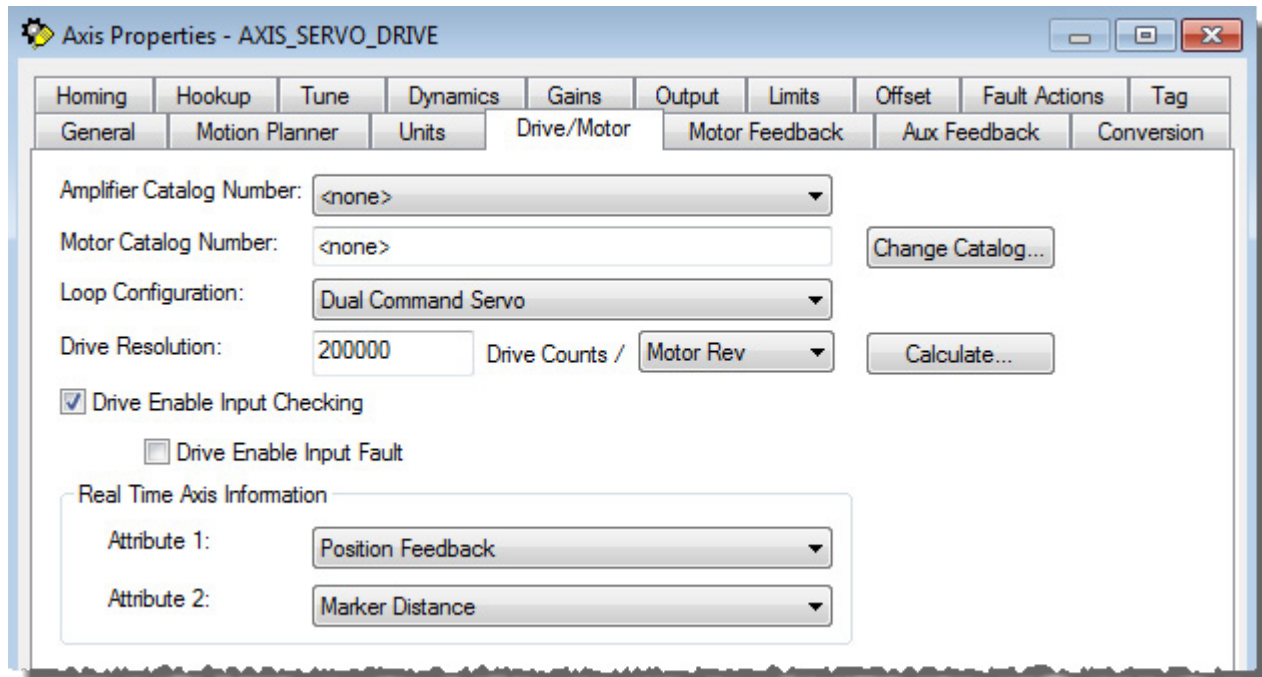 Axis Properties - AXIS_SERVO_DRIVE
Homing Hookup Tune Dynamics Gains Output Limits Offset Fault Actions Tag
General Motion Planner Units Drive/Motor Motor Feedback Aux Feedback Conversion
Amplifier Catalog Number: <none>
Motor Catalog Number: <none> Change Catalog...
Loop Configuration: Dual Command Servo
Drive Resolution: 200000 Drive Counts / Motor Rev Calculate...
Drive Enable Input Checking
Drive Enable Input Fault
Real Time Axis Information
Attribute 1: Position Feedback
Attribute 2: Marker Distance